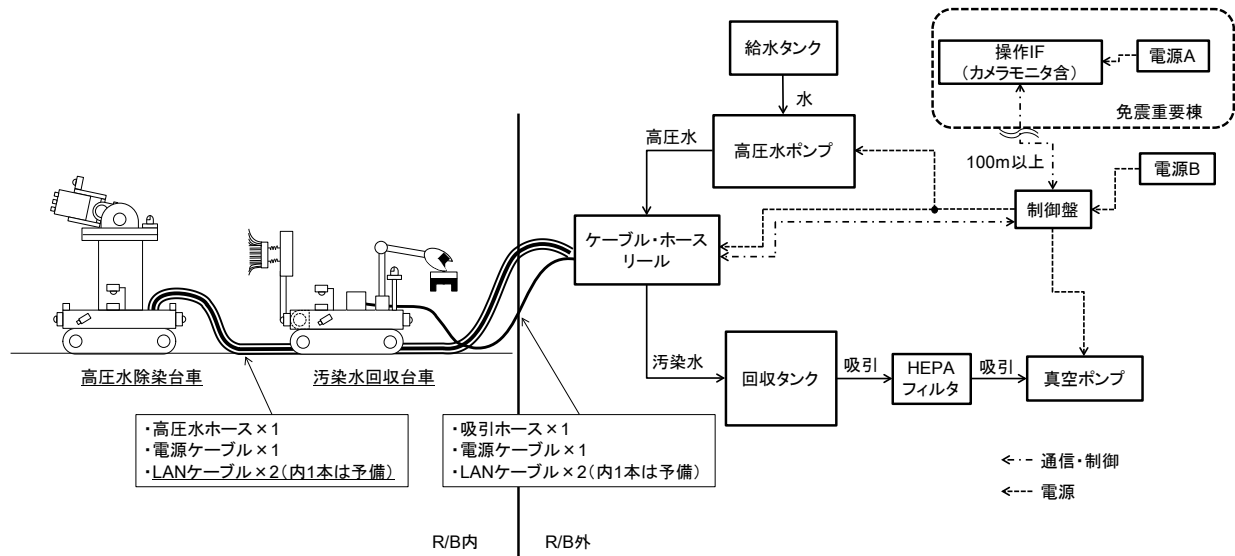 給水タンク
水
高圧水ポンプ
高圧水
操作IF
(カメラモニタ含)
電源A
免震重要棟
100m以上
電源B
制御盤
ケーブル・ホース
リール
汚染水
回収タンク
吸引
HEPA
フィルタ
吸引
真空ポンプ
高圧水除染台車
汚染水回収台車
・高圧水ホース×1
・電源ケーブル×1
・LANケーブル×2(内1本は予備)
・吸引ホース×1
・電源ケーブル×1
・LANケーブル×2(内1本は予備)
通信・制御
電源
R/B内
R/B外